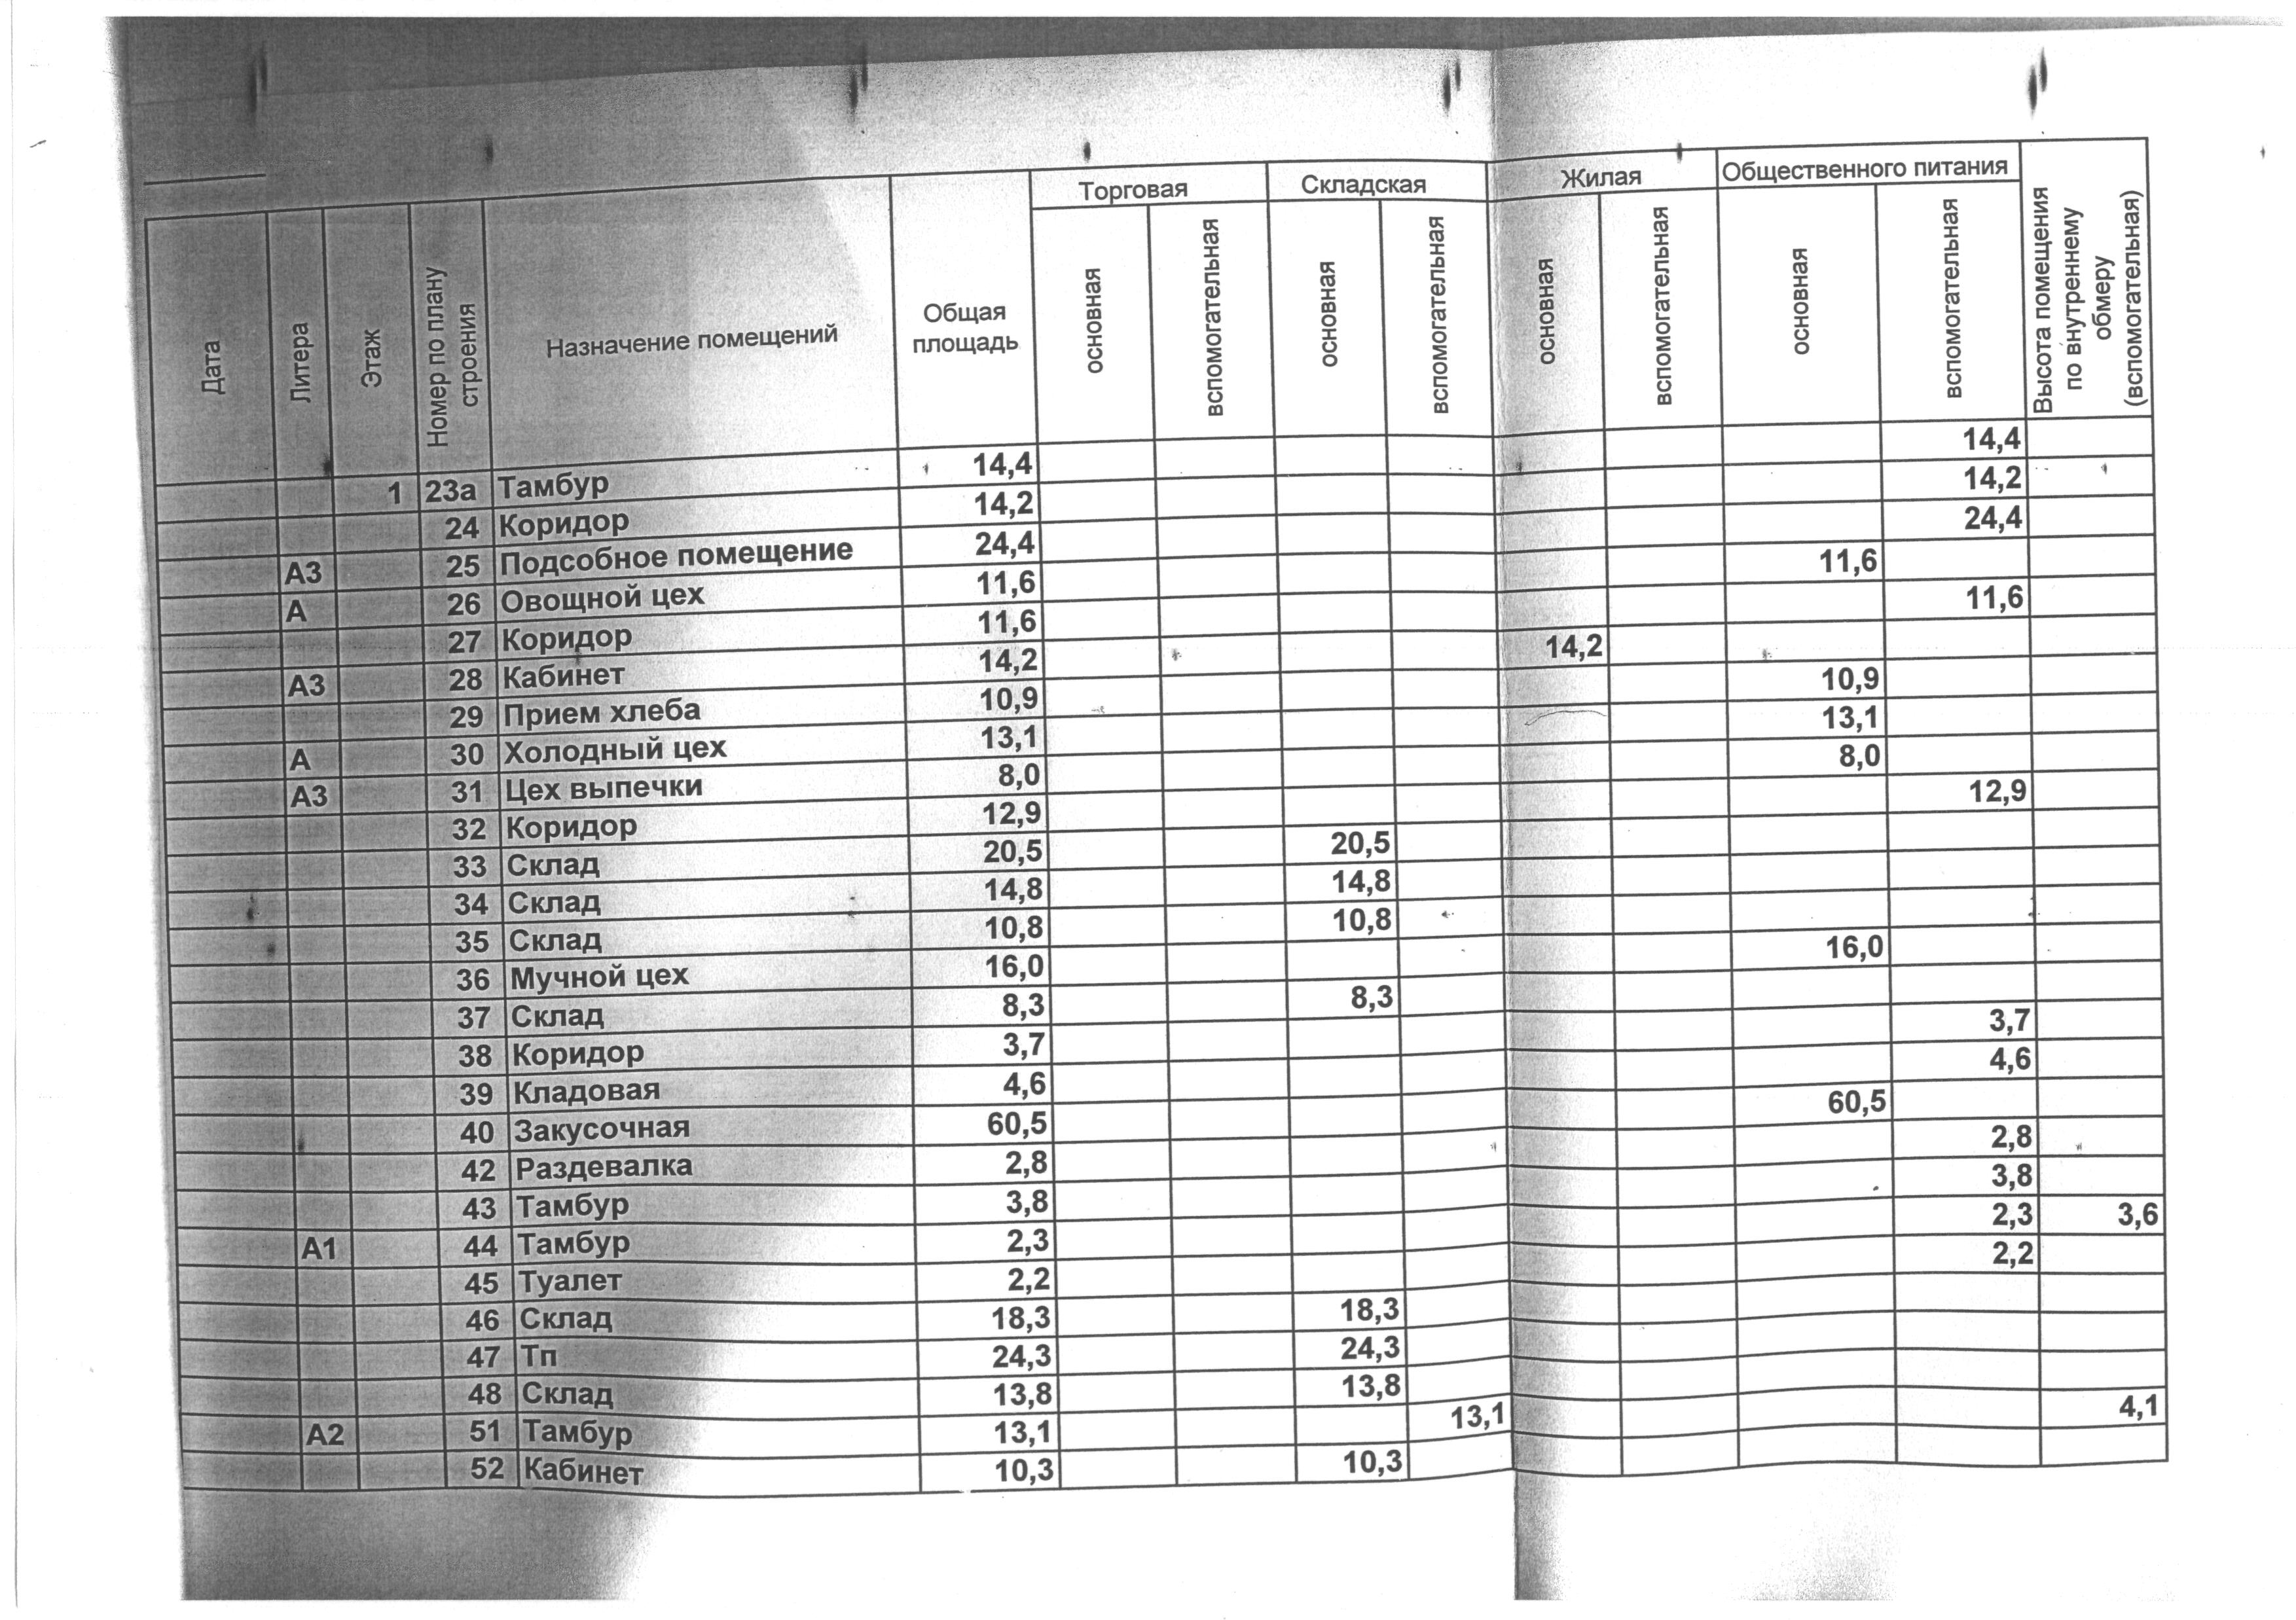 Торговая Складская Жилая Общественного питания
Дата Литера Этаж Номер по плану строения Назначение помещений Общая площадь основная вспомогательная основная вспомогательная основная вспомогательная основная вспомогательная Высота помещения по внутреннему обмеру (вспомогательная)
1 23а Тамбур 14,4 14,4
24 Коридор 14,2 14,2
А3 25 Подсобное помещение 24,4 24,4
А 26 Овощной цех 11,6 11,6
27 Коридор 11,6 11,6
А3 28 Кабинет 14,2 14,2
29 Прием хлеба 10,9 10,9
А 30 Холодный цех 13,1 13,1
А3 31 Цех выпечки 8,0 8,0
32 Коридор 12,9 12,9
33 Склад 20,5 20,5
34 Склад 14,8 14,8
35 Склад 10,8 10,8
36 Мучной цех 16,0 16,0
37 Склад 8,3 8,3
38 Коридор 3,7 3,7
39 Кладовая 4,6 4,6
40 Закусочная 60,5 60,5
42 Раздевалка 2,8 2,8
43 Тамбур 3,8 3,8
А1 44 Тамбур 2,3 2,3 3,6
45 Туалет 2,2 2,2
46 Склад 18,3 18,3
47 Тп 24,3 24,3
48 Склад 13,8 13,8
А2 51 Тамбур 13,1 13,1 4,1
52 Кабинет 10,3 10,3